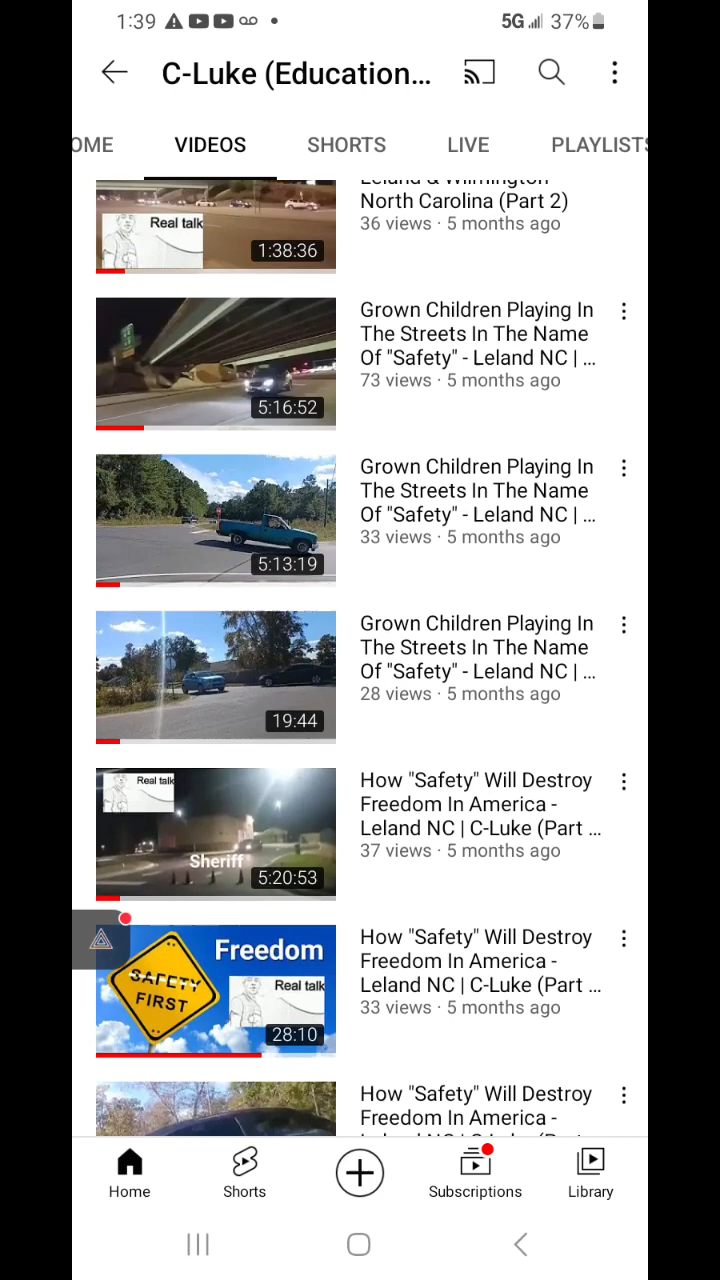 1:39
5G
37%
C-Luke (Education...
OME
VIDEOS
SHORTS
LIVE
PLAYLISTS
Leland & Wilmington
North Carolina (Part 2)
36 views · 5 months ago
Real talk
1:38:36
Grown Children Playing In
The Streets In The Name
Of "Safety" - Leland NC | ...
73 views · 5 months ago
5:16:52
Grown Children Playing In
The Streets In The Name
Of "Safety" - Leland NC | ...
33 views · 5 months ago
5:13:19
Grown Children Playing In
The Streets In The Name
Of "Safety" - Leland NC | ...
28 views · 5 months ago
19:44
How "Safety" Will Destroy
Freedom In America -
Leland NC | C-Luke (Part ...
37 views · 5 months ago
Real talk
Sheriff
5:20:53
How "Safety" Will Destroy
Freedom In America -
Leland NC | C-Luke (Part ...
33 views · 5 months ago
Freedom
SAFETY
FIRST
Real talk
28:10
How "Safety" Will Destroy
Freedom In America -
Home
Shorts
Subscriptions
Library